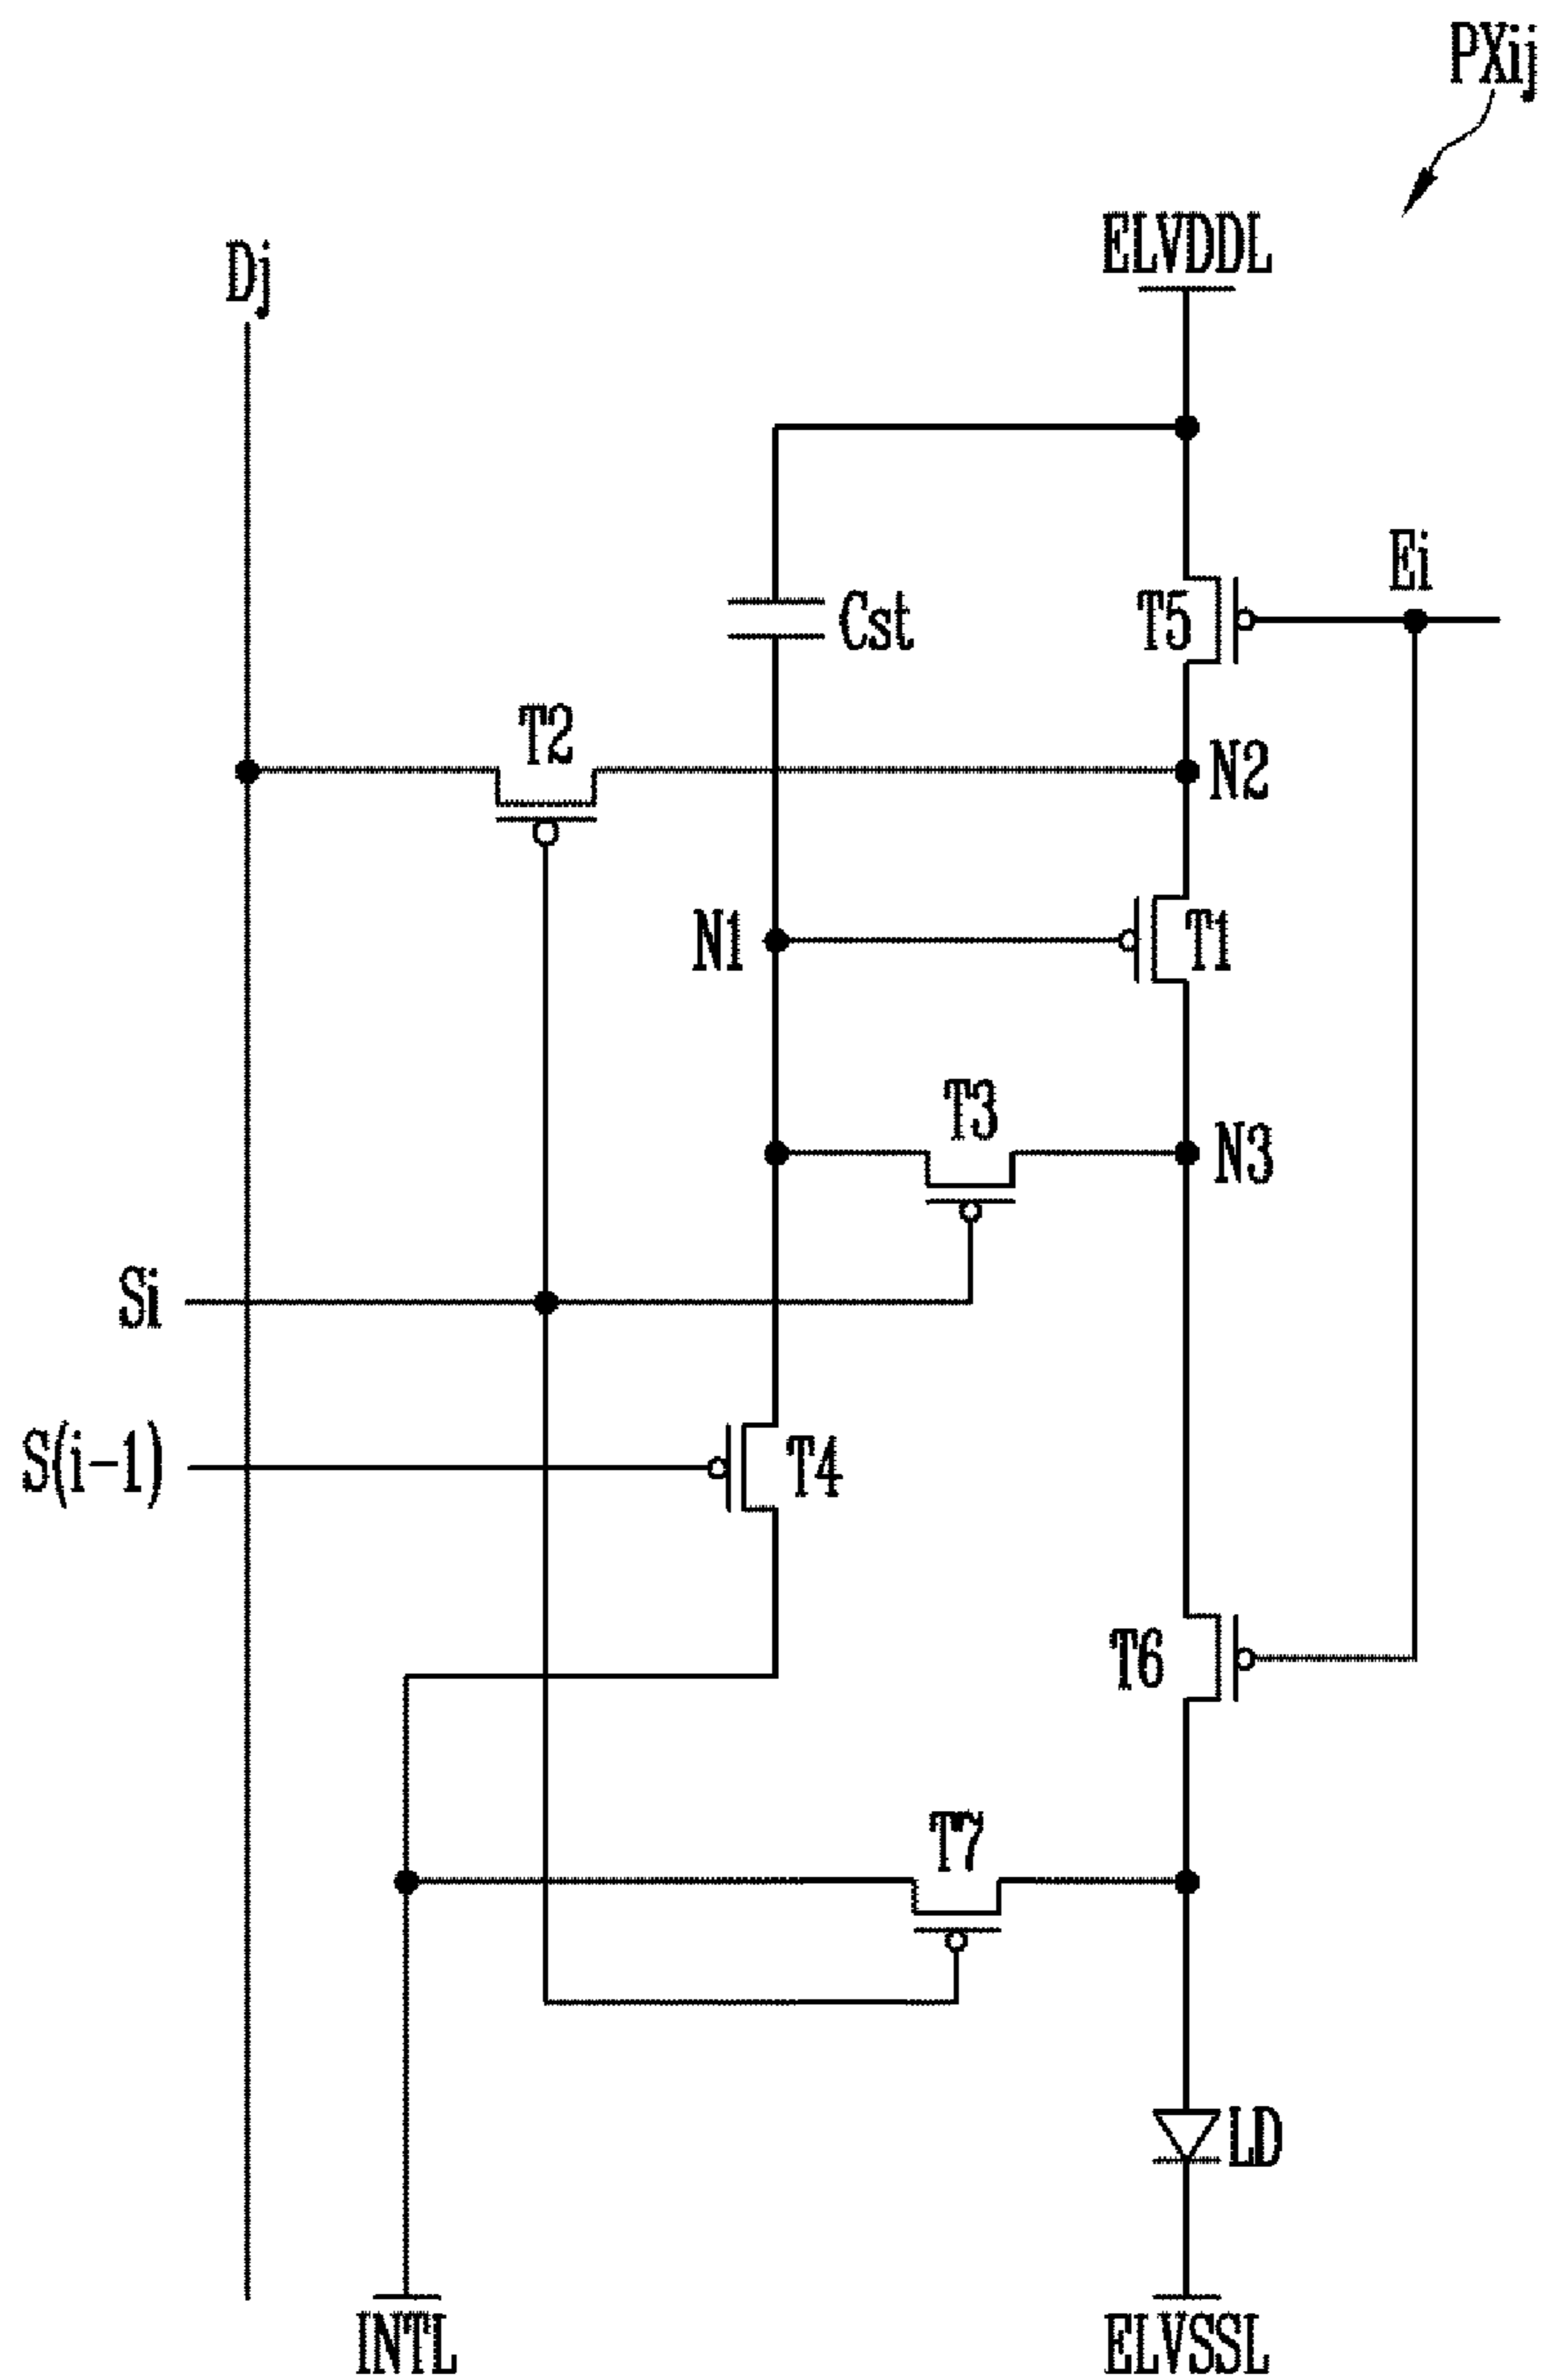 PXij
Dj
ELVDDL
Ei
Cst
T5
T2
N2
N1
T1
T3
N3
Si
S(i-1)
T4
T6
T7
LD
INTL
ELVSSL